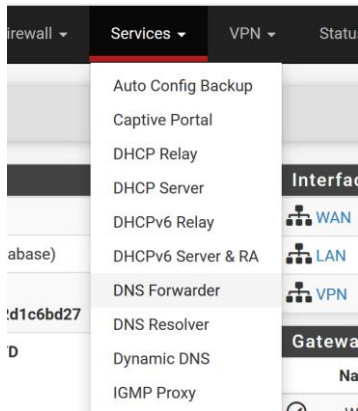 irewall Services VPN Status
Auto Config Backup
Captive Portal
DHCP Relay
DHCP Server
Interfac
DHCPv6 Relay
WAN
abase)
DHCPv6 Server & RA
LAN
DNS Forwarder
VPN
2d1c6bd27
DNS Resolver
Gatewa
D
Dynamic DNS
Na
IGMP Proxy